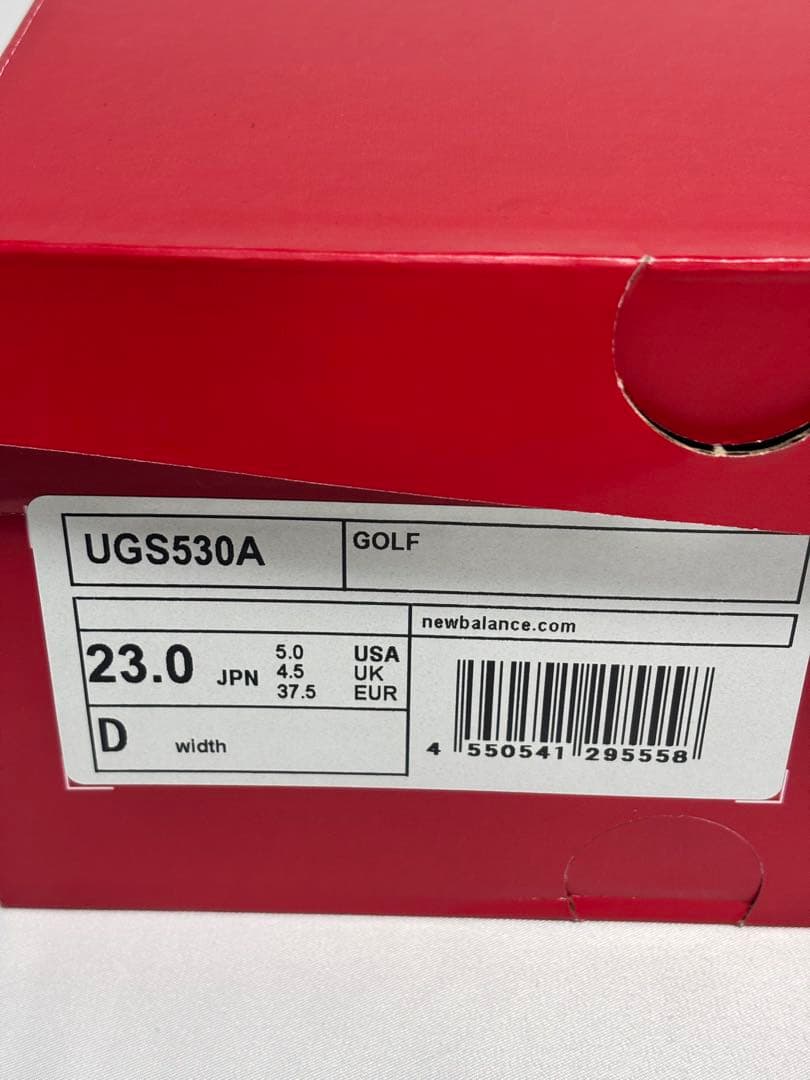 UGS530A
GOLF
newbalance.com
23.0 JPN
5.0 USA
4.5 UK
37.5 EUR
D width
4 550541 295558